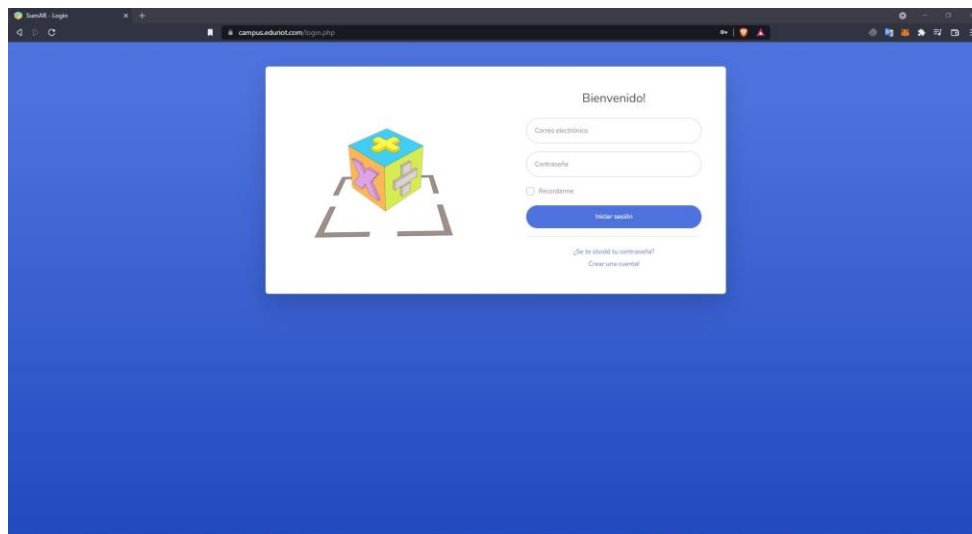 SumAR - Login
campus.eduriot.com/login.php
Bienvenido!
Correo electrónico
Contraseña
Recordarme
Iniciar sesión
¿Se te olvidó tu contraseña?
Crear una cuenta!